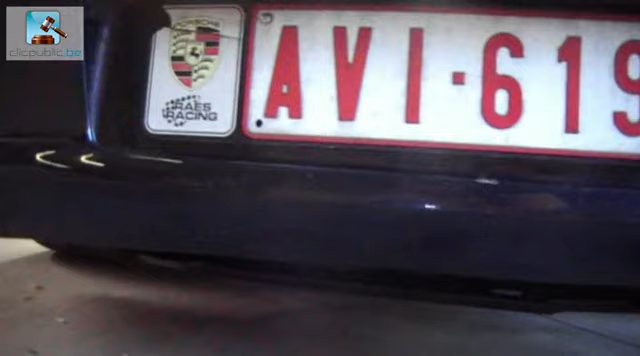 clicpublic.be
PORSCHE
RAES
RACING
AVI·619